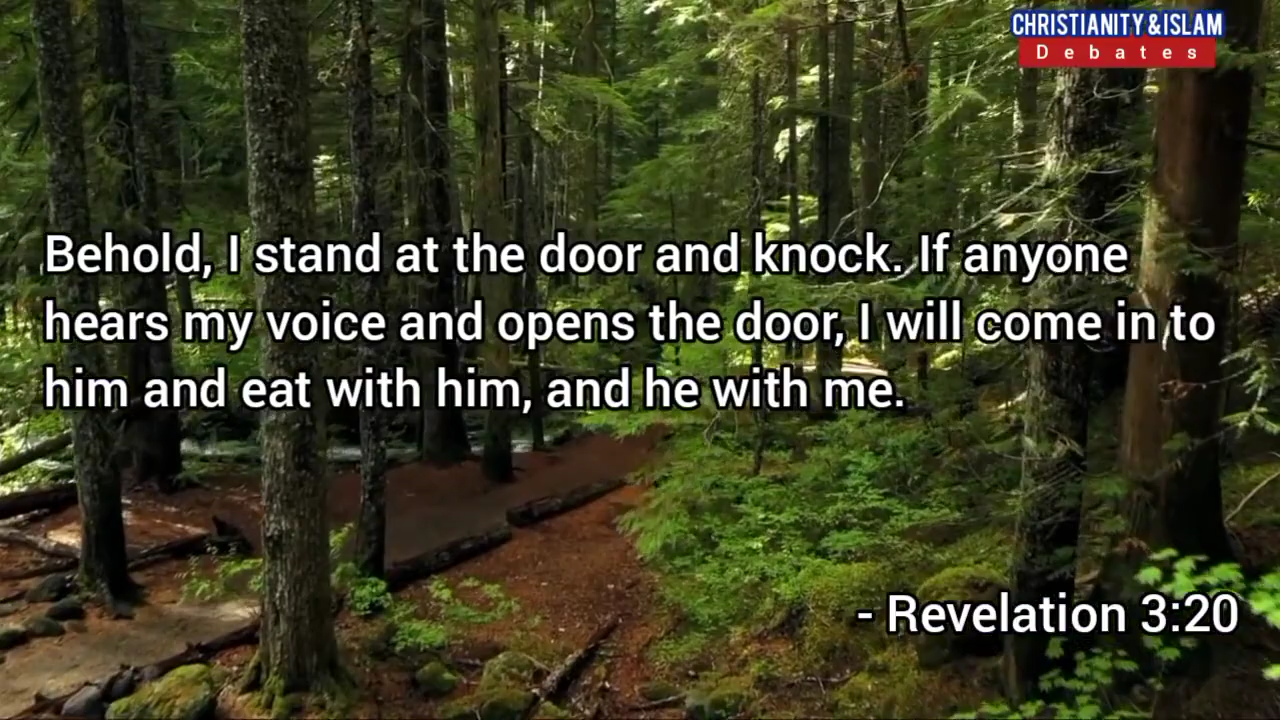 CHRISTIANITY & ISLAM
Debates
Behold, I stand at the door and knock. If anyone
hears my voice and opens the door, I will come in to
him and eat with him, and he with me.
- Revelation 3:20